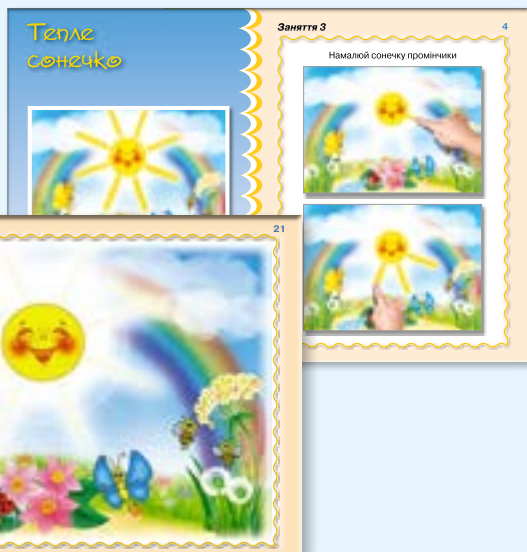 Тепле
сонечко
Заняття 3
4
Намалюй сонечку промінчики
21